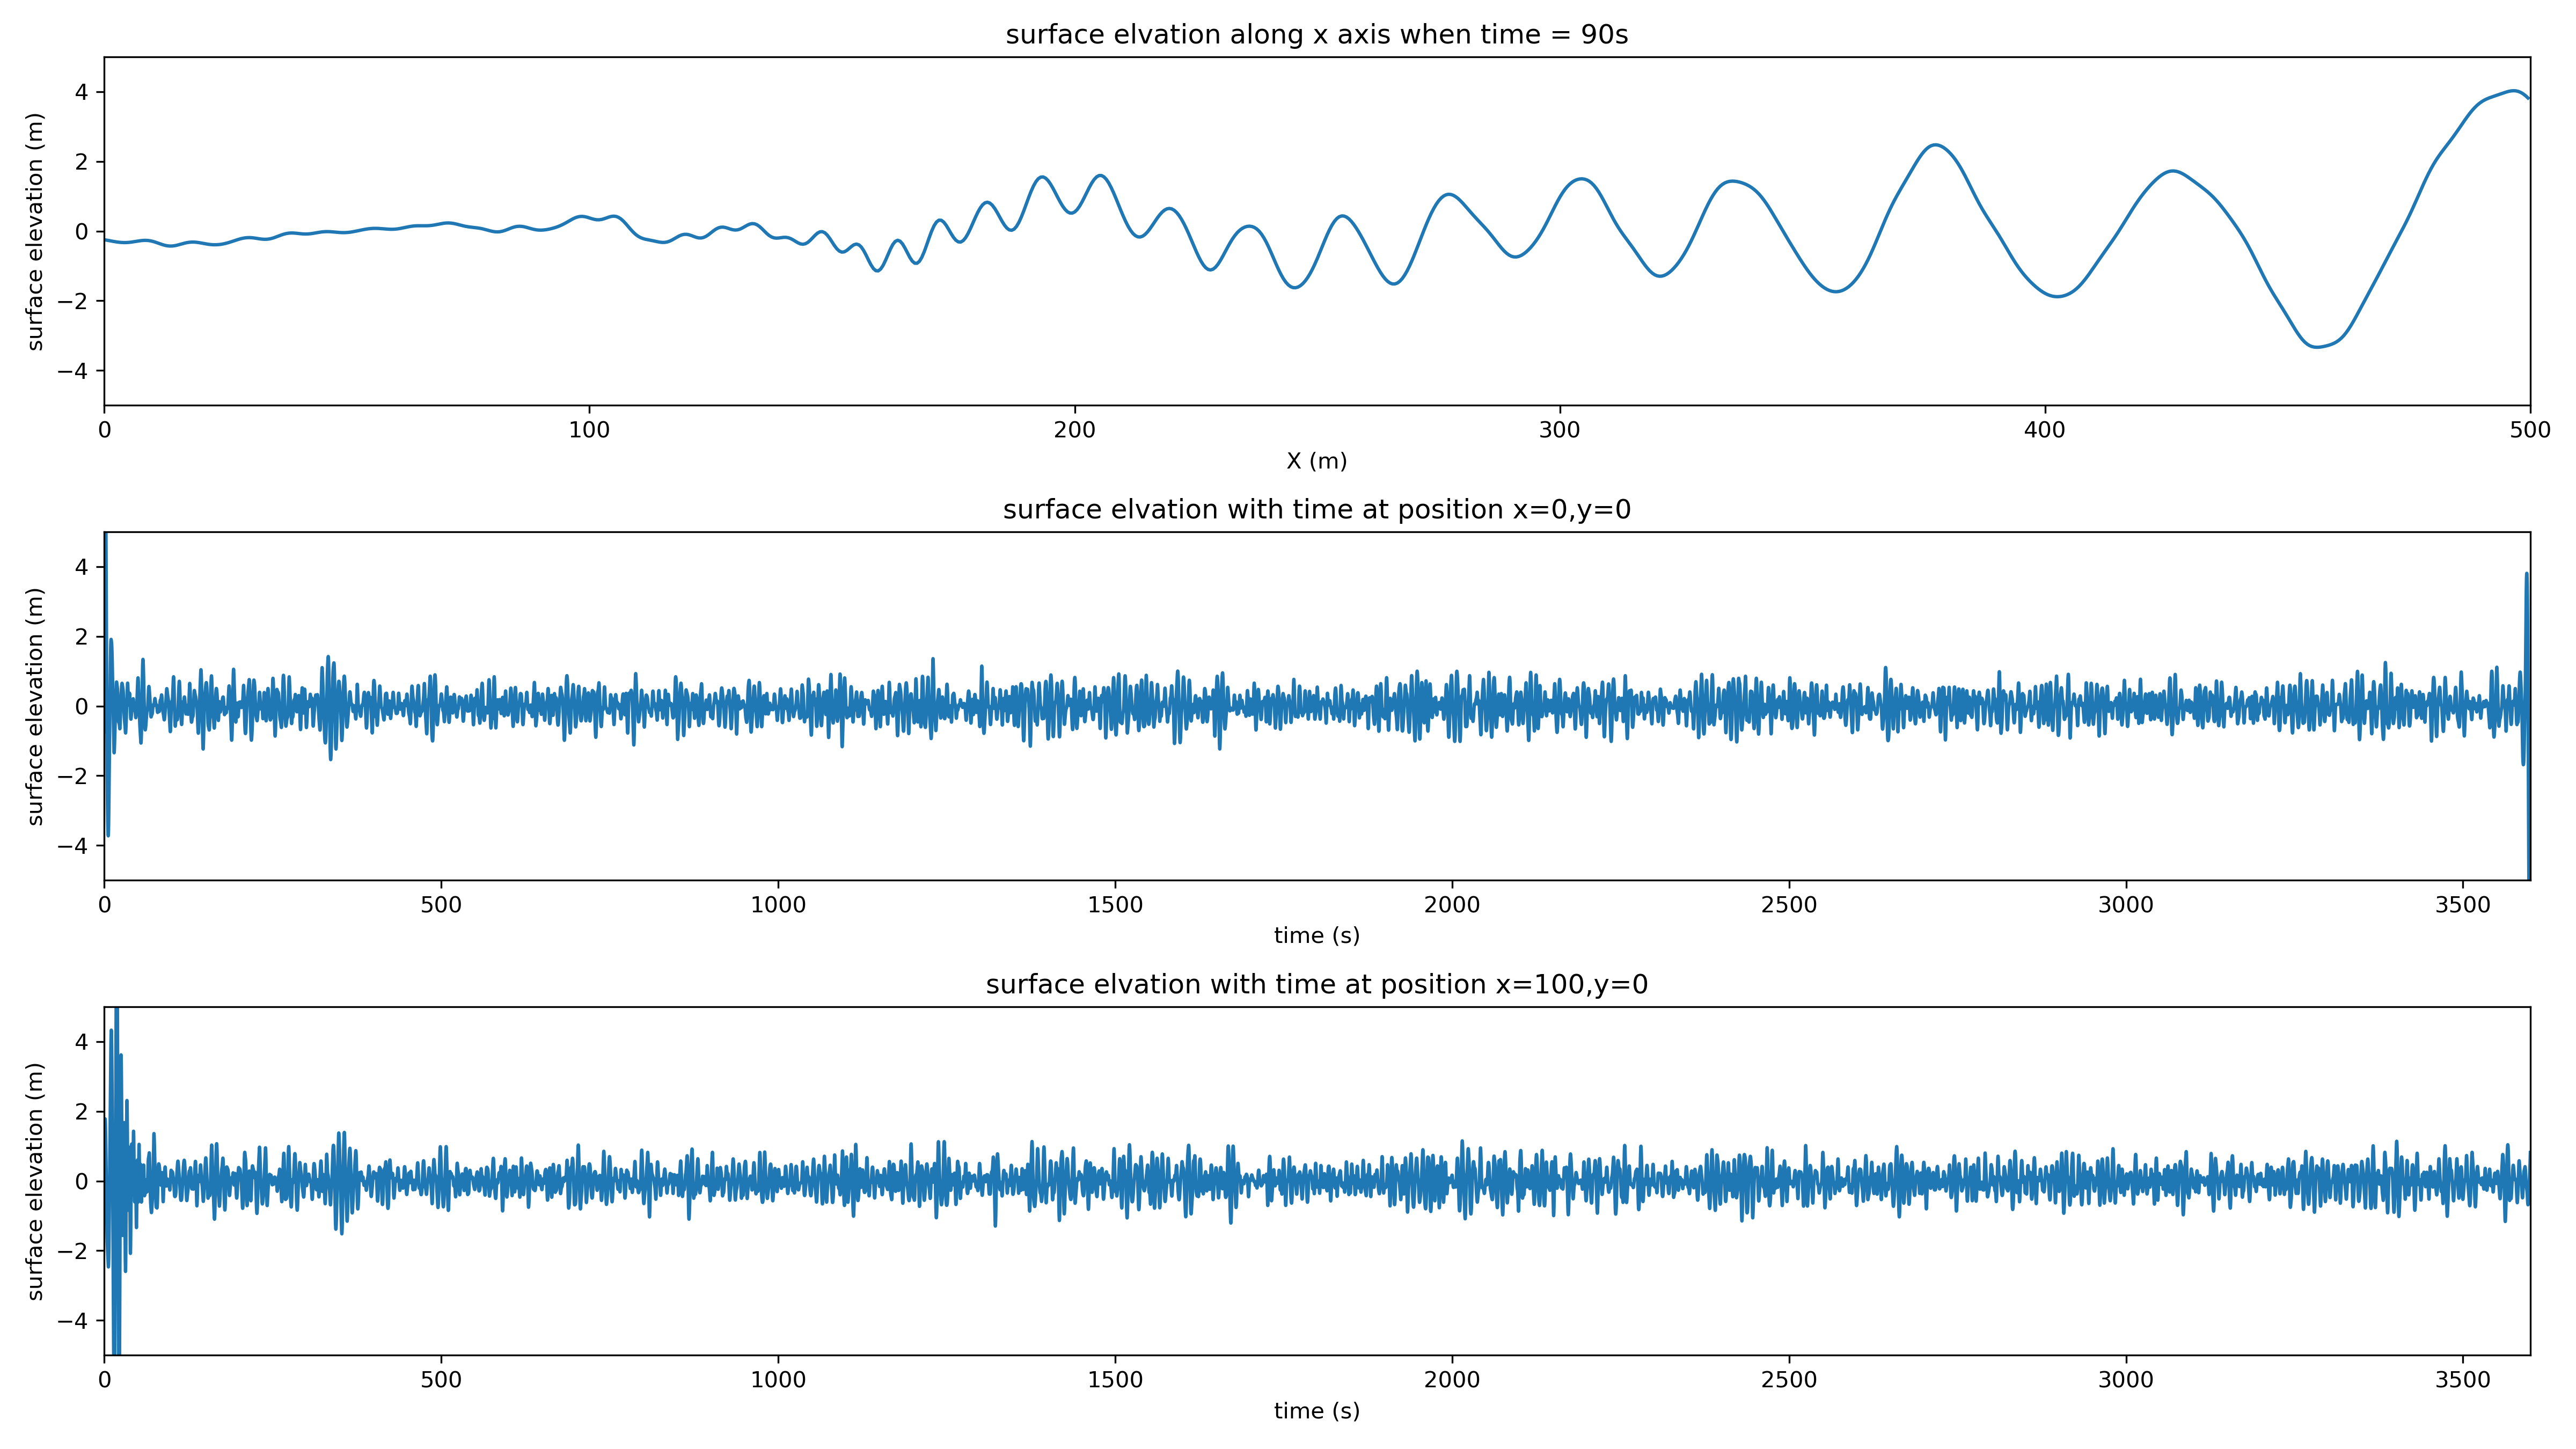 surface elvation along x axis when time = 90s
surface elevation (m)
4
2
0
−2
−4
0 100 200 300 400 500
X (m)
surface elvation with time at position x=0,y=0
surface elevation (m)
4
2
0
−2
−4
0 500 1000 1500 2000 2500 3000 3500
time (s)
surface elvation with time at position x=100,y=0
surface elevation (m)
4
2
0
−2
−4
0 500 1000 1500 2000 2500 3000 3500
time (s)